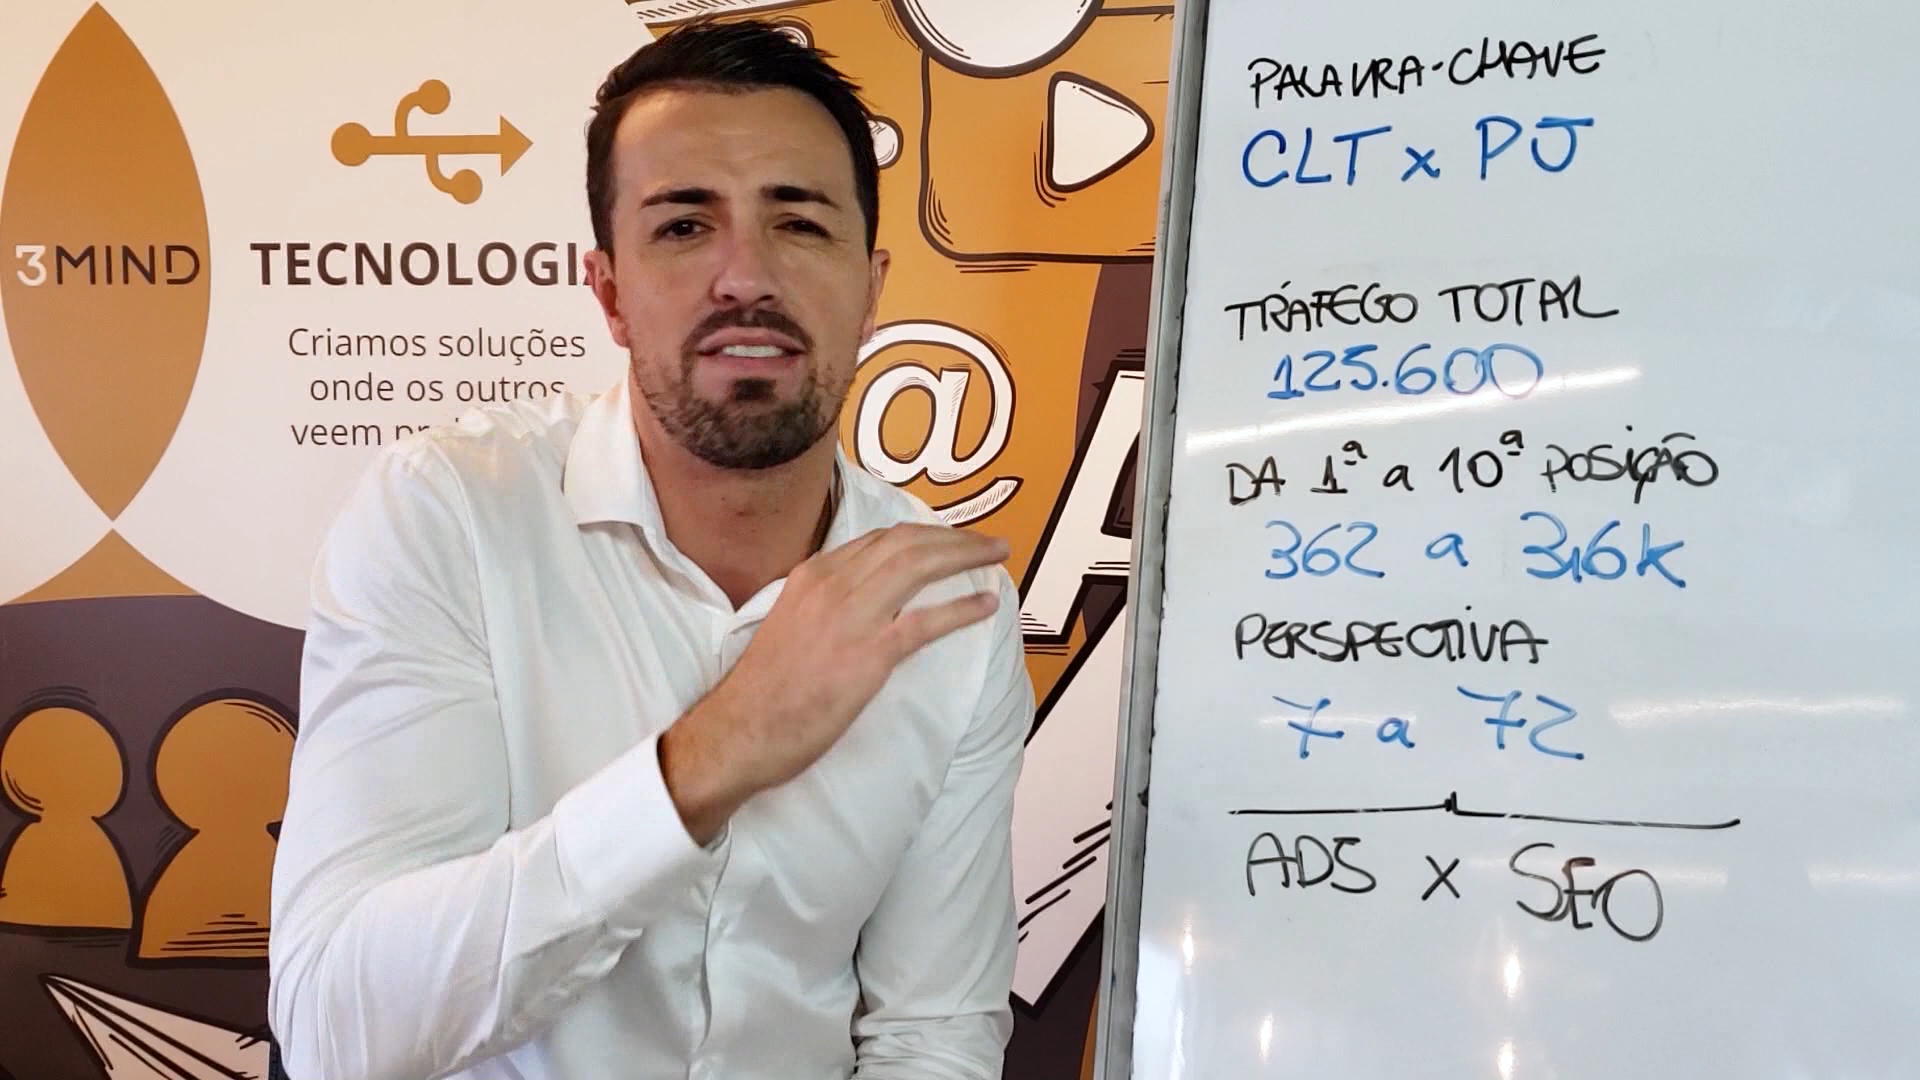 3MIND
TECNOLOGI
Criamos soluções
onde os outros
veem
@
PALAVRA-CHAVE
CLT x PJ
TRÁFEGO TOTAL
125.600
DA 1ª a 10ª POSIÇÃO
362 a 3,6k
PERSPECTIVA
7 a 72
ADS x SEO